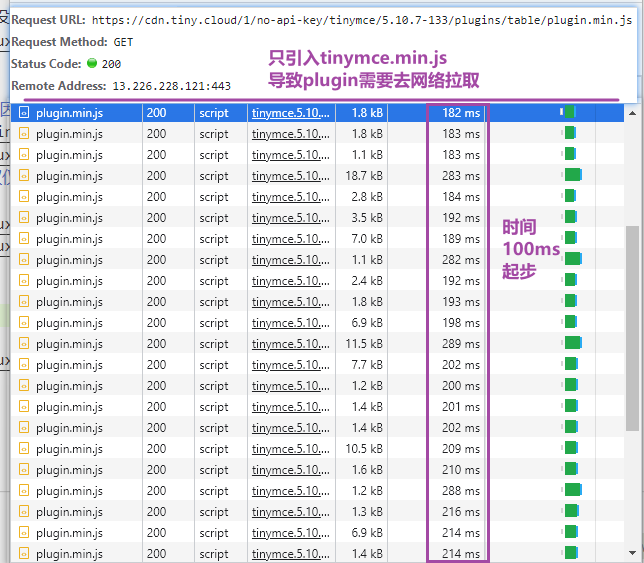 Request URL: https://cdn.tiny.cloud/1/no-api-key/tinymce/5.10.7-133/plugins/table/plugin.min.js
Request Method: GET
Status Code: 200
Remote Address: 13.226.228.121:443
只引入tinymce.min.js
导致plugin需要去网络拉取
plugin.min.js 200 script tinymce.5.10.... 1.8 kB 182 ms
plugin.min.js 200 script tinymce.5.10.... 1.8 kB 183 ms
plugin.min.js 200 script tinymce.5.10.... 1.1 kB 183 ms
plugin.min.js 200 script tinymce.5.10.... 18.7 kB 283 ms
plugin.min.js 200 script tinymce.5.10.... 2.8 kB 184 ms
plugin.min.js 200 script tinymce.5.10.... 3.5 kB 192 ms
plugin.min.js 200 script tinymce.5.10.... 7.0 kB 189 ms
plugin.min.js 200 script tinymce.5.10.... 1.1 kB 282 ms
plugin.min.js 200 script tinymce.5.10.... 2.4 kB 192 ms
plugin.min.js 200 script tinymce.5.10.... 1.8 kB 193 ms
plugin.min.js 200 script tinymce.5.10.... 6.9 kB 198 ms
plugin.min.js 200 script tinymce.5.10.... 11.5 kB 289 ms
plugin.min.js 200 script tinymce.5.10.... 7.7 kB 202 ms
plugin.min.js 200 script tinymce.5.10.... 1.2 kB 200 ms
plugin.min.js 200 script tinymce.5.10.... 1.4 kB 201 ms
plugin.min.js 200 script tinymce.5.10.... 1.4 kB 202 ms
plugin.min.js 200 script tinymce.5.10.... 10.5 kB 209 ms
plugin.min.js 200 script tinymce.5.10.... 1.6 kB 210 ms
plugin.min.js 200 script tinymce.5.10.... 1.2 kB 288 ms
plugin.min.js 200 script tinymce.5.10.... 1.3 kB 216 ms
plugin.min.js 200 script tinymce.5.10.... 6.9 kB 214 ms
plugin.min.js 200 script tinymce.5.10.... 1.4 kB 214 ms
时间
100ms
起步